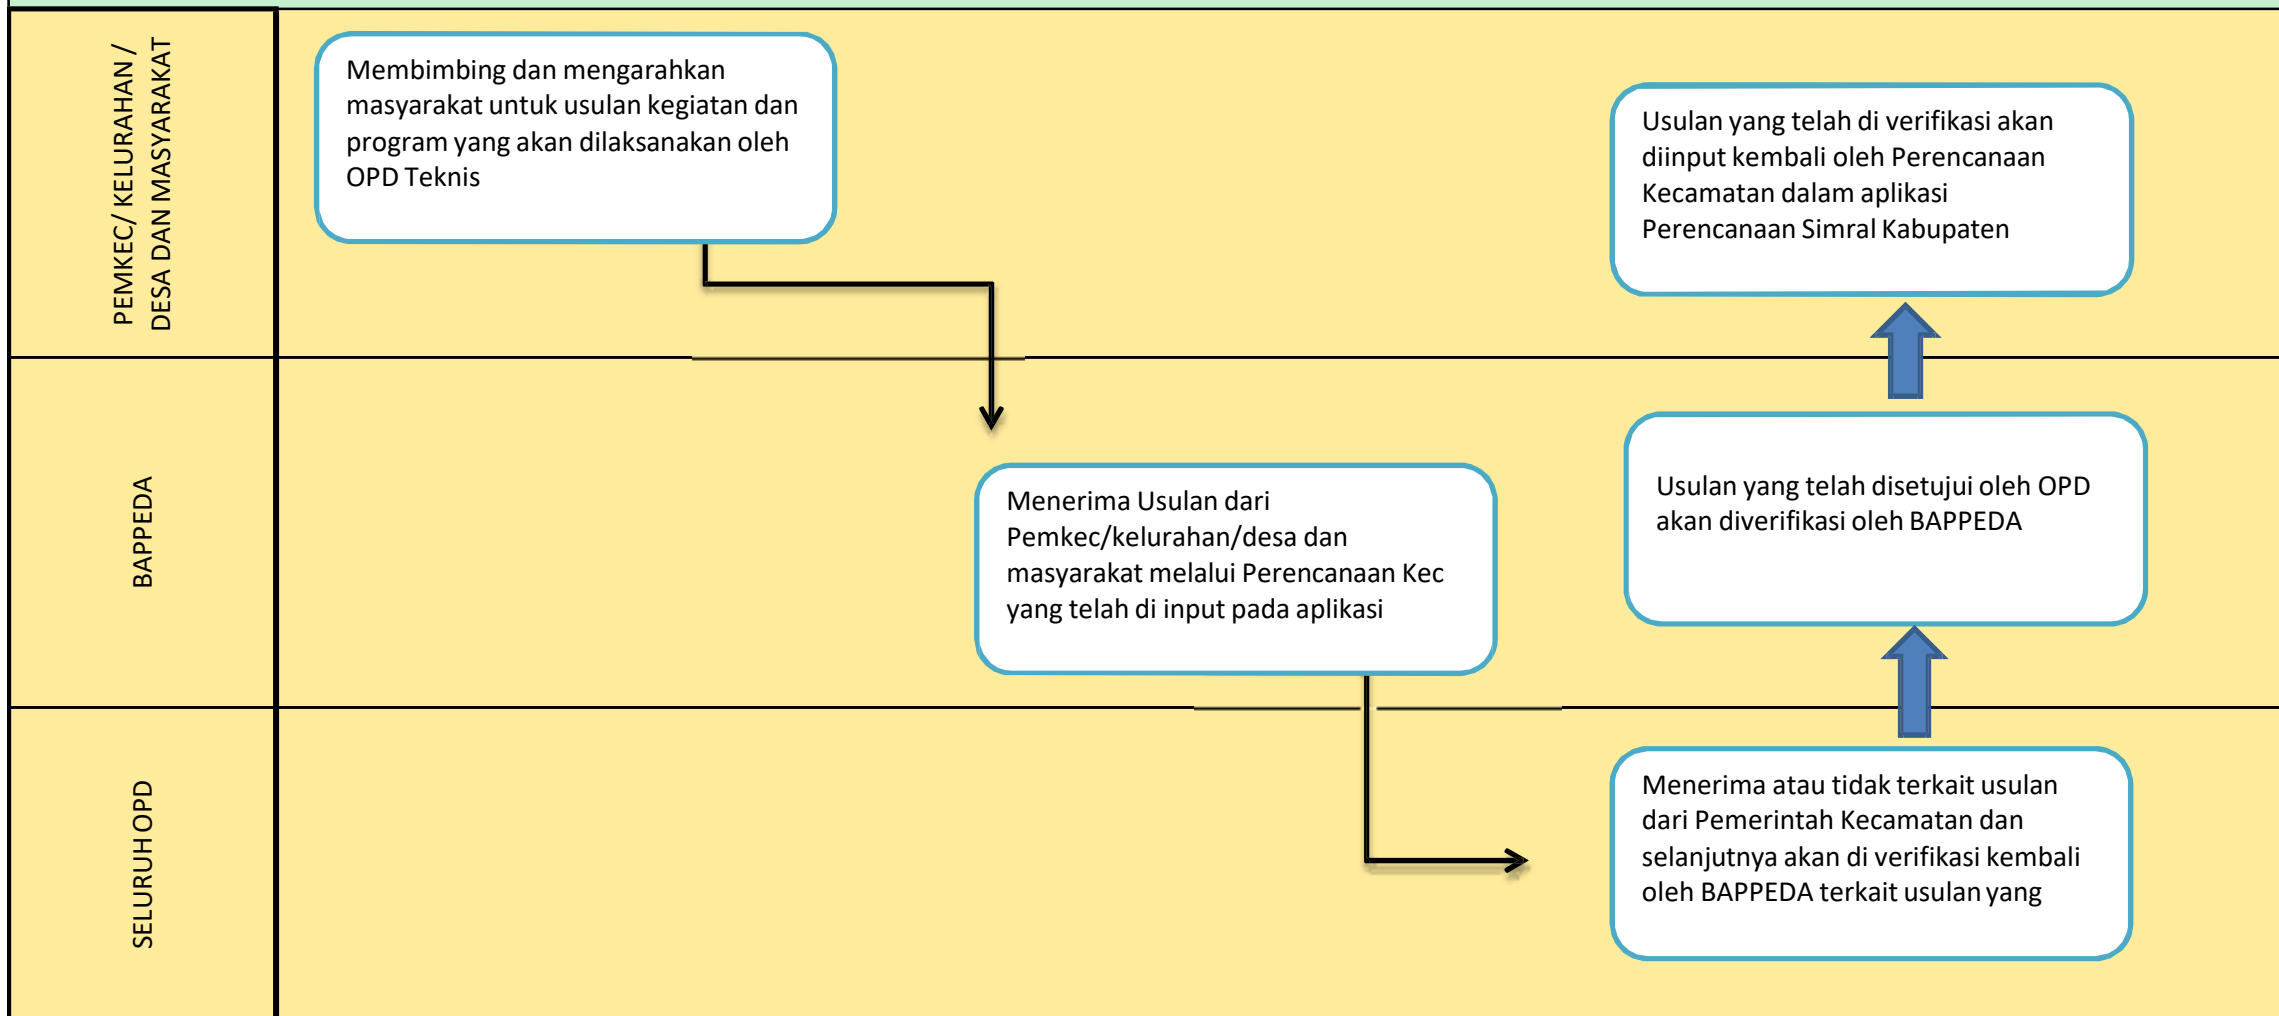 PEMKEC/ KELURAHAN /
DESA DAN MASYARAKAT
Membimbing dan mengarahkan
masyarakat untuk usulan kegiatan dan
program yang akan dilaksanakan oleh
OPD Teknis
Usulan yang telah di verifikasi akan
diinput kembali oleh Perencanaan
Kecamatan dalam aplikasi
Perencanaan Simral Kabupaten
BAPPEDA
Menerima Usulan dari
Pemkec/kelurahan/desa dan
masyarakat melalui Perencanaan Kec
yang telah di input pada aplikasi
Usulan yang telah disetujui oleh OPD
akan diverifikasi oleh BAPPEDA
SELURUH OPD
Menerima atau tidak terkait usulan
dari Pemerintah Kecamatan dan
selanjutnya akan di verifikasi kembali
oleh BAPPEDA terkait usulan yang